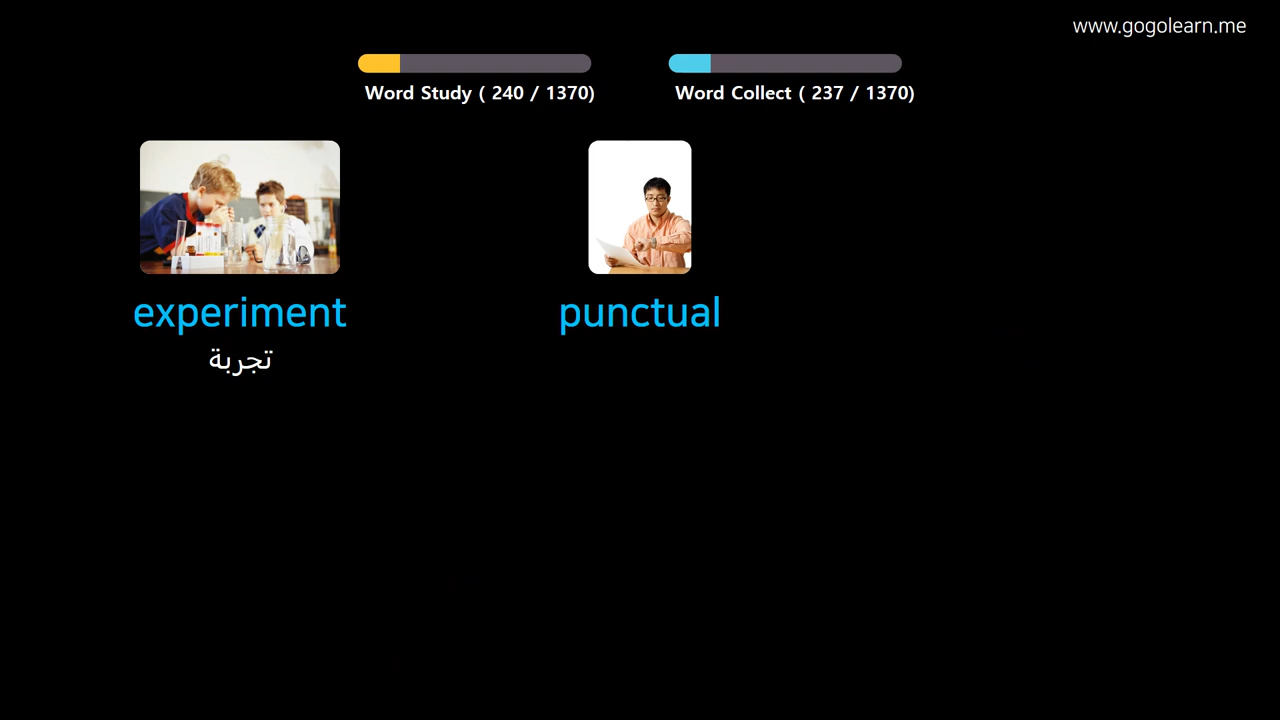 www.gogolearn.me
Word Study ( 240 / 1370)
Word Collect ( 237 / 1370)
experiment
punctual
تجربة